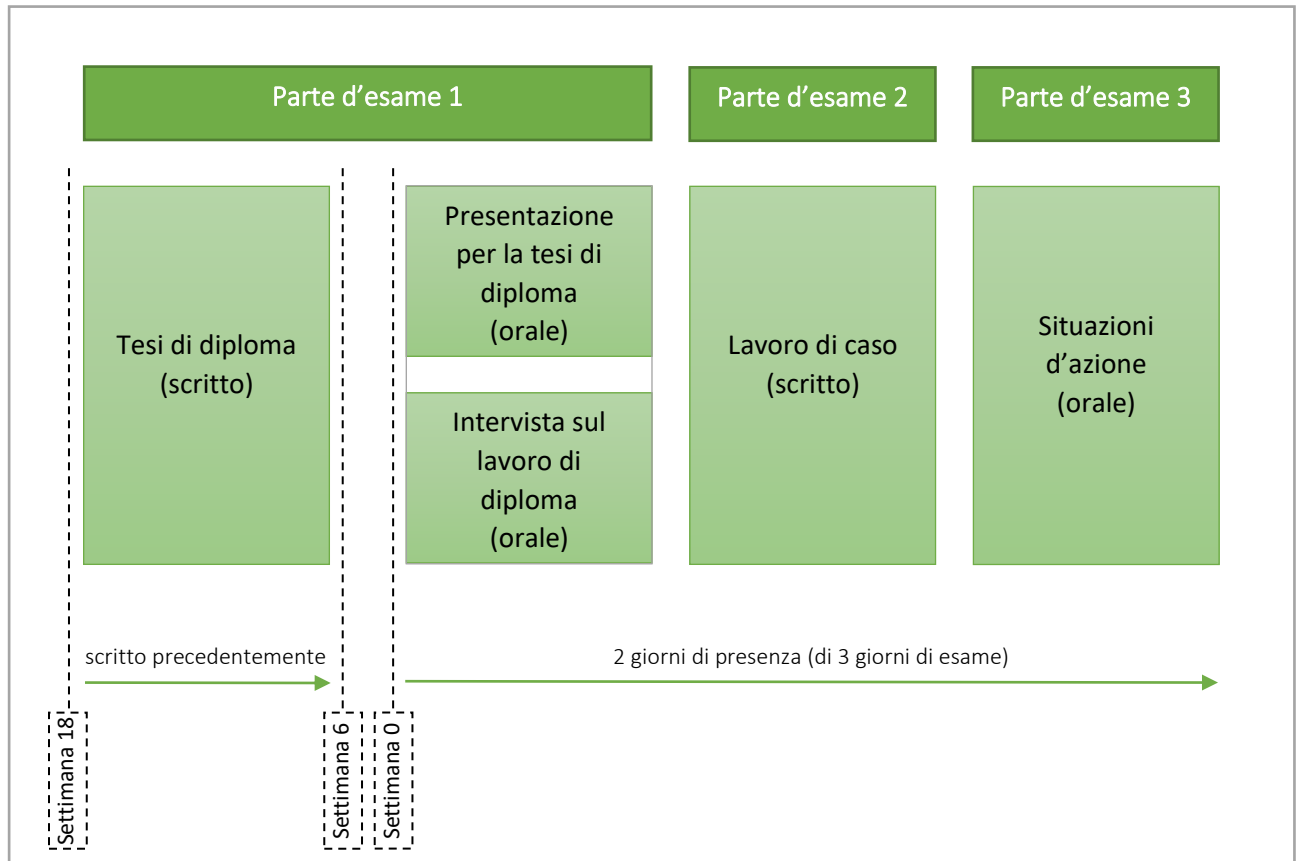 Parte d’esame 1
Parte d’esame 2
Parte d’esame 3
Tesi di diploma
(scritto)
Presentazione
per la tesi di
diploma
(orale)
Intervista sul
lavoro di
diploma
(orale)
Lavoro di caso
(scritto)
Situazioni
d’azione
(orale)
scritto precedentemente
2 giorni di presenza (di 3 giorni di esame)
Settimana 18
Settimana 6
Settimana 0